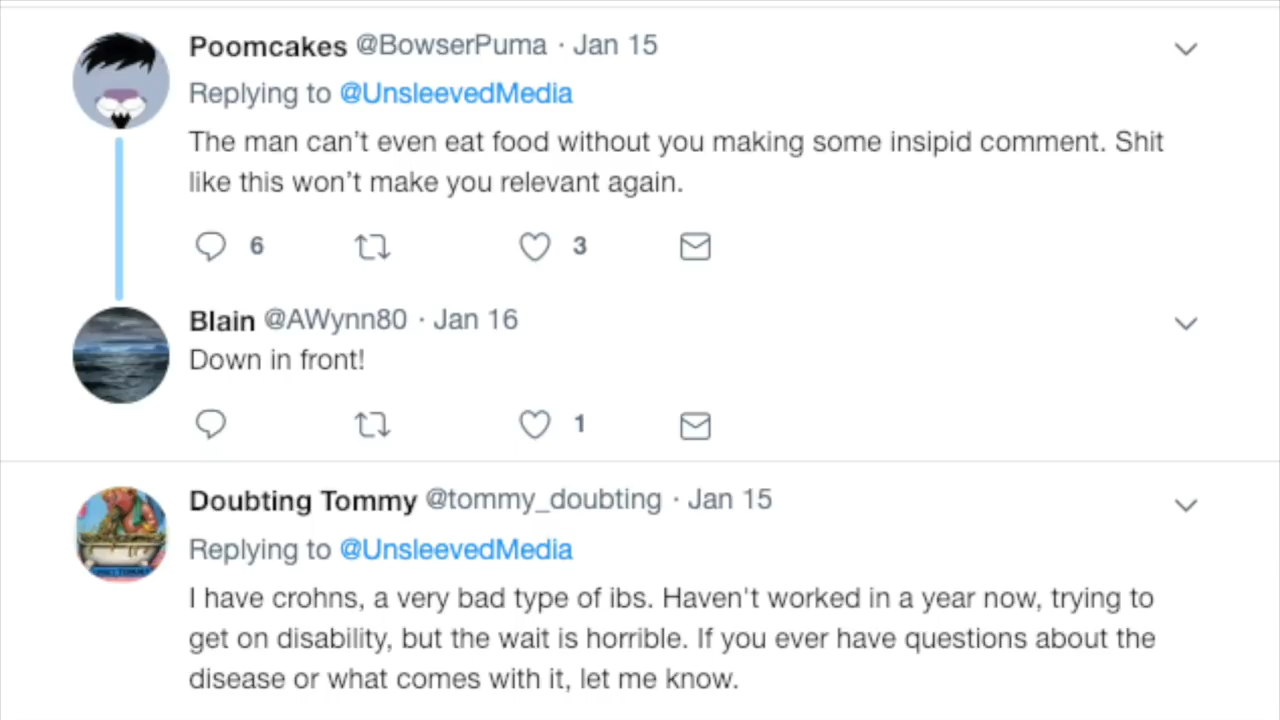 Poomcakes @BowserPuma · Jan 15
Replying to @UnsleevedMedia
The man can’t even eat food without you making some insipid comment. Shit
like this won’t make you relevant again.
6 3
Blain @AWynn80 · Jan 16
Down in front!
1
Doubting Tommy @tommy_doubting · Jan 15
Replying to @UnsleevedMedia
I have crohns, a very bad type of ibs. Haven't worked in a year now, trying to
get on disability, but the wait is horrible. If you ever have questions about the
disease or what comes with it, let me know.